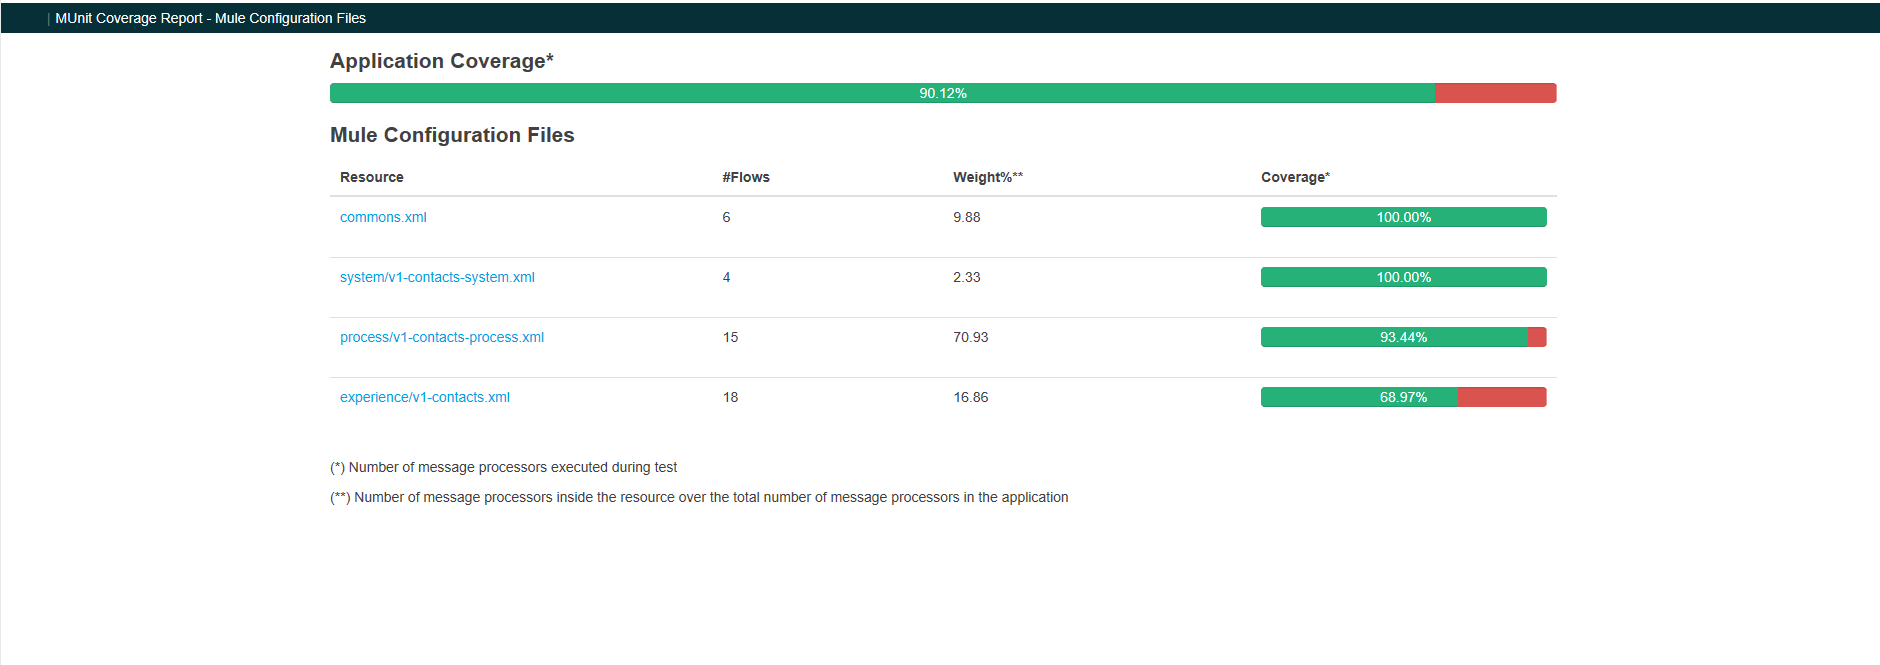 | MUnit Coverage Report - Mule Configuration Files
Application Coverage*
90.12%
Mule Configuration Files
Resource #Flows Weight%** Coverage*
commons.xml 6 9.88 100.00%
system/v1-contacts-system.xml 4 2.33 100.00%
process/v1-contacts-process.xml 15 70.93 93.44%
experience/v1-contacts.xml 18 16.86 68.97%
(*) Number of message processors executed during test
(**) Number of message processors inside the resource over the total number of message processors in the application